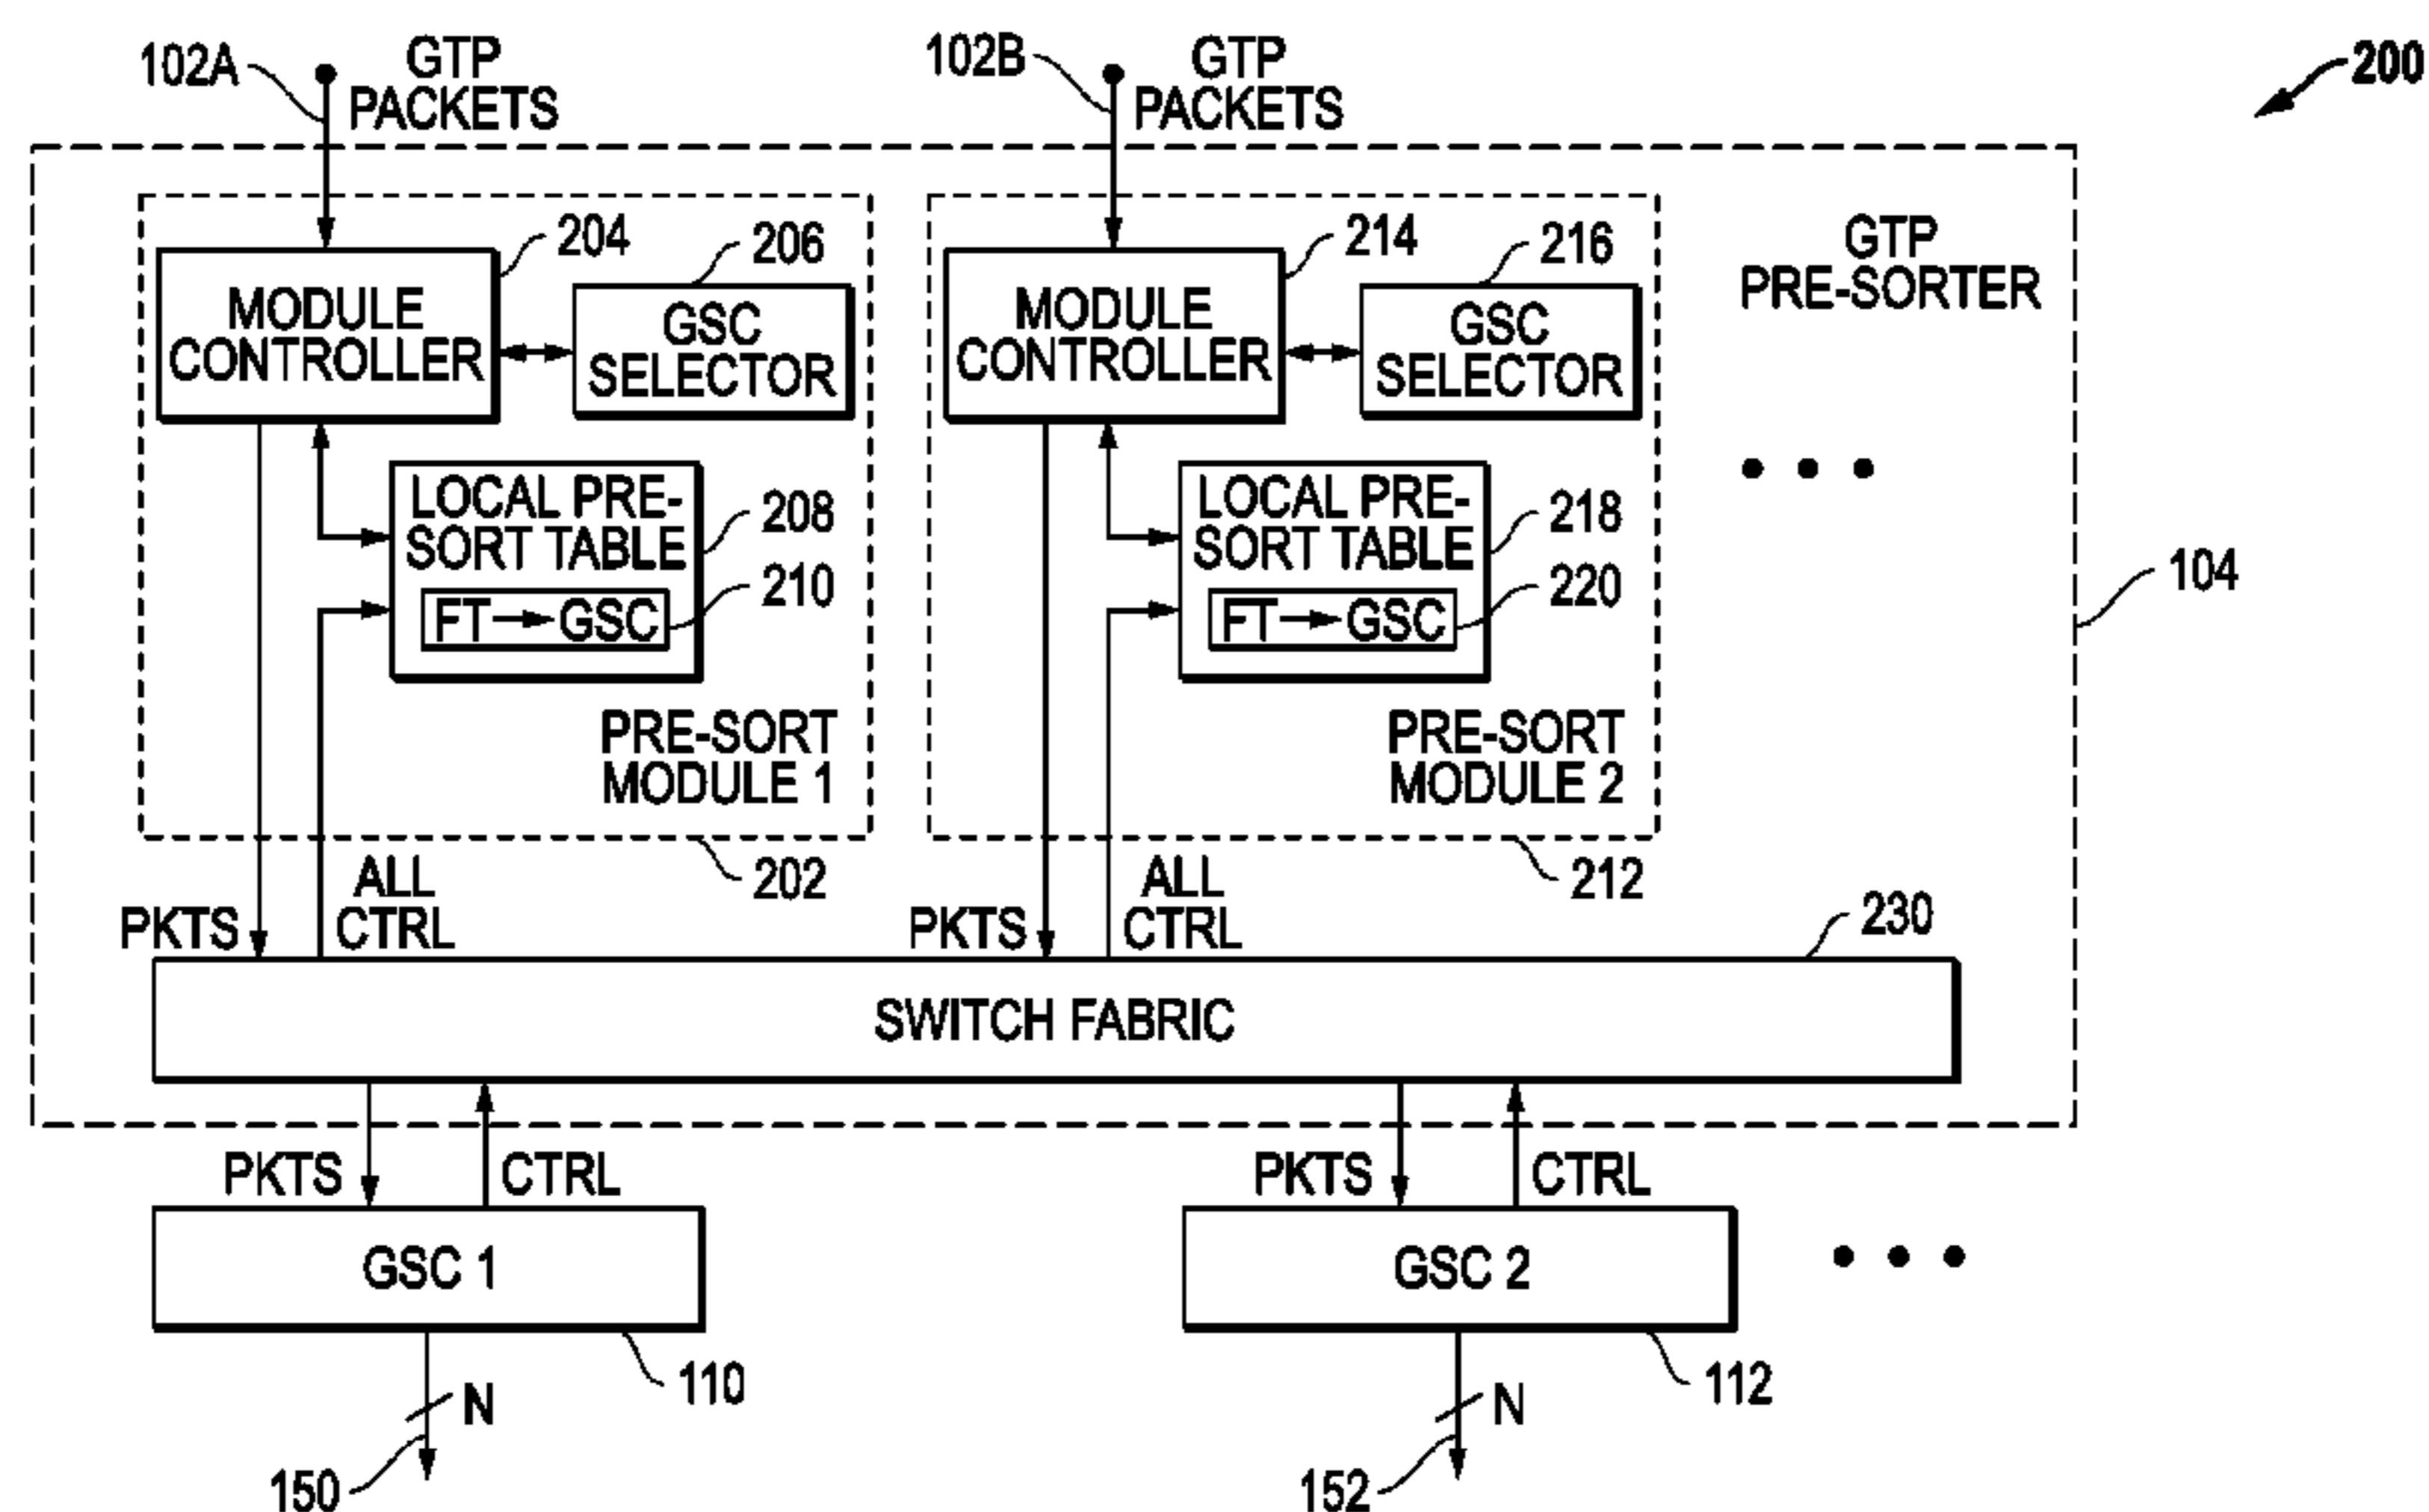 102A
GTP
PACKETS
102B
GTP
PACKETS
200
204
206
214
216
GTP
PRE-SORTER
MODULE
CONTROLLER
GSC
SELECTOR
MODULE
CONTROLLER
GSC
SELECTOR
LOCAL PRE-
SORT TABLE
208
FT → GSC
210
LOCAL PRE-
SORT TABLE
218
FT → GSC
220
104
PRE-SORT
MODULE 1
PRE-SORT
MODULE 2
202
212
PKTS
ALL
CTRL
PKTS
ALL
CTRL
230
SWITCH FABRIC
PKTS
CTRL
PKTS
CTRL
GSC 1
GSC 2
110
112
N
150
N
152